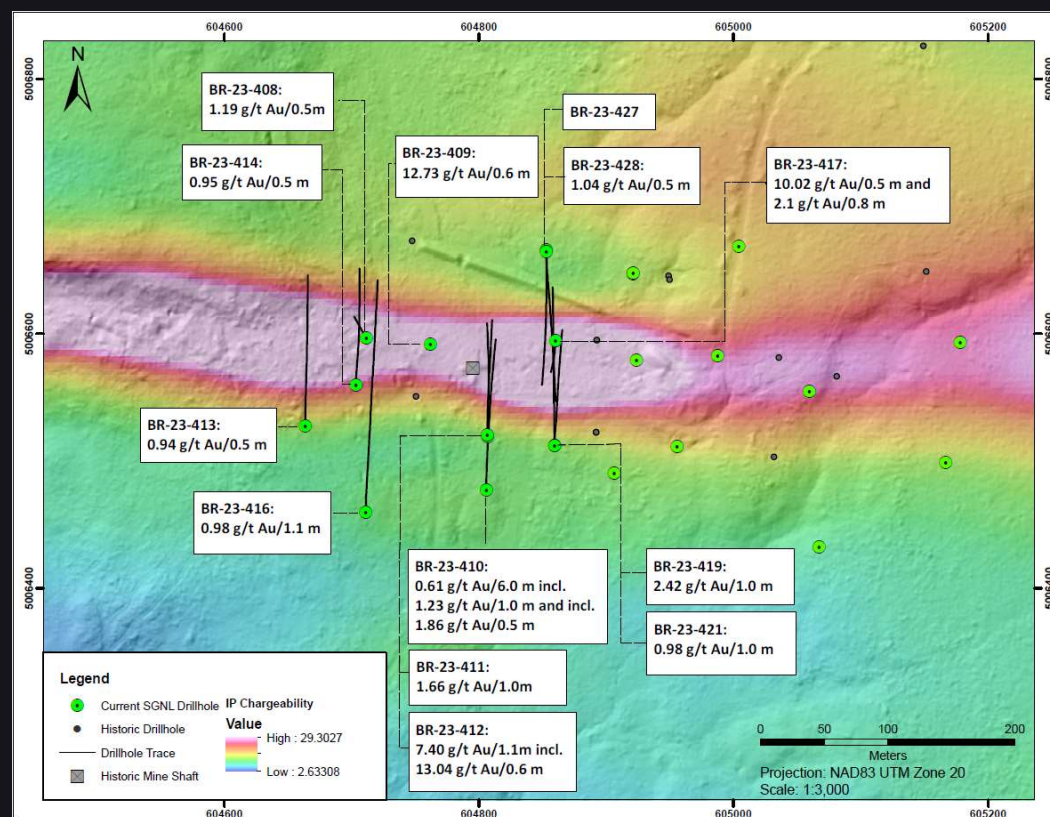 604600
604800
605000
605200
5006800
5006800
N
BR-23-408:
1.19 g/t Au/0.5m
BR-23-427
BR-23-414:
0.95 g/t Au/0.5 m
BR-23-409:
12.73 g/t Au/0.6 m
BR-23-428:
1.04 g/t Au/0.5 m
BR-23-417:
10.02 g/t Au/0.5 m and
2.1 g/t Au/0.8 m
5006600
5006600
BR-23-413:
0.94 g/t Au/0.5 m
BR-23-416:
0.98 g/t Au/1.1 m
5006400
5006400
BR-23-410:
0.61 g/t Au/6.0 m incl.
1.23 g/t Au/1.0 m and incl.
1.86 g/t Au/0.5 m
BR-23-419:
2.42 g/t Au/1.0 m
BR-23-421:
0.98 g/t Au/1.0 m
BR-23-411:
1.66 g/t Au/1.0m
BR-23-412:
7.40 g/t Au/1.1m incl.
13.04 g/t Au/0.6 m
Legend
Current SGNL Drillhole
Historic Drillhole
Drillhole Trace
Historic Mine Shaft
IP Chargeability
Value
High : 29.3027
Low : 2.63308
0 50 100 200
Meters
Projection: NAD83 UTM Zone 20
Scale: 1:3,000
604600
604800
605000
605200